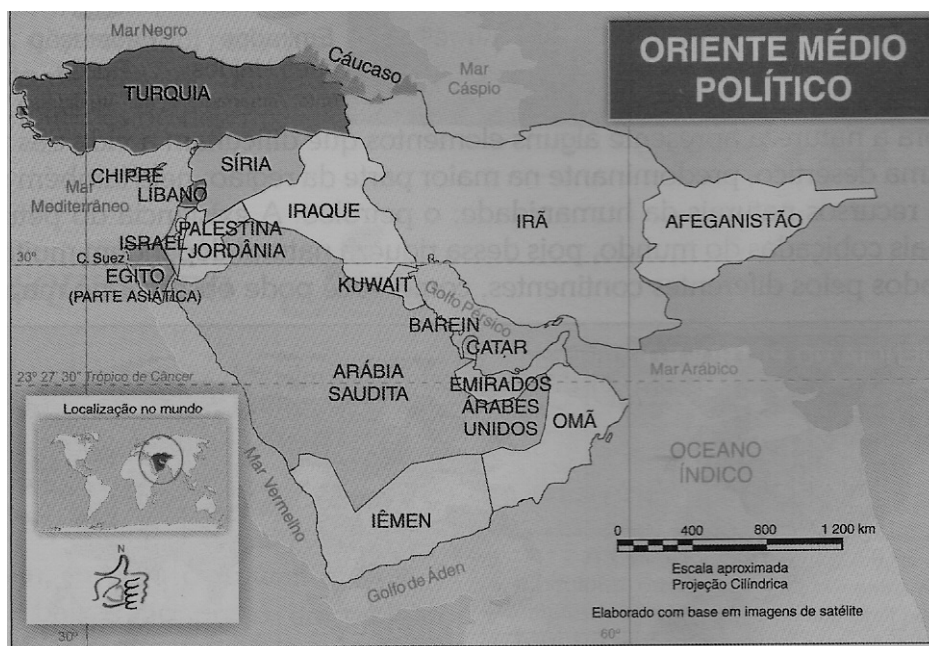 ORIENTE MÉDIO
POLÍTICO
Mar Negro
Cáucaso
Mar
Cáspio
TURQUIA
CHIPRE
SÍRIA
LÍBANO
Mar
Mediterrâneo
IRAQUE
IRÃ
AFEGANISTÃO
PALESTINA
ISRAEL
JORDÂNIA
C. Suez
30°
EGITO
(PARTE ASIÁTICA)
KUWAIT
Golfo Pérsico
BAREIN
CATAR
ARÁBIA
SAUDITA
23º 27' 30" Trópico de Câncer
EMIRADOS
ÁRABES
UNIDOS
OMÃ
Mar Arábico
OCEANO
ÍNDICO
Localização no mundo
Mar Vermelho
IÊMEN
Golfo de Áden
N
0 400 800 1 200 km
Escala aproximada
Projeção Cilíndrica
Elaborado com base em imagens de satélite
30º
60º